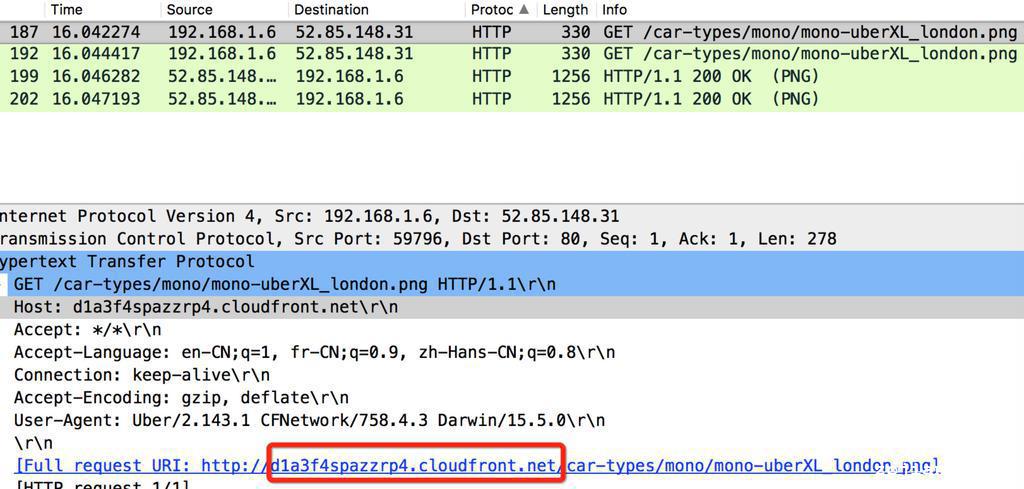 Time Source Destination Protoc ▲ Length Info
187 16.042274 192.168.1.6 52.85.148.31 HTTP 330 GET /car-types/mono/mono-uberXL_london.png
192 16.044417 192.168.1.6 52.85.148.31 HTTP 330 GET /car-types/mono/mono-uberXL_london.png
199 16.046282 52.85.148.… 192.168.1.6 HTTP 1256 HTTP/1.1 200 OK (PNG)
202 16.047193 52.85.148.… 192.168.1.6 HTTP 1256 HTTP/1.1 200 OK (PNG)
nternet Protocol Version 4, Src: 192.168.1.6, Dst: 52.85.148.31
ransmission Control Protocol, Src Port: 59796, Dst Port: 80, Seq: 1, Ack: 1, Len: 278
ypertext Transfer Protocol
GET /car-types/mono/mono-uberXL_london.png HTTP/1.1\r\n
Host: d1a3f4spazzrp4.cloudfront.net\r\n
Accept: */*\r\n
Accept-Language: en-CN;q=1, fr-CN;q=0.9, zh-Hans-CN;q=0.8\r\n
Connection: keep-alive\r\n
Accept-Encoding: gzip, deflate\r\n
User-Agent: Uber/2.143.1 CFNetwork/758.4.3 Darwin/15.5.0\r\n
\r\n
[Full request URI: http://d1a3f4spazzrp4.cloudfront.net/car-types/mono/mono-uberXL_london.png]
[HTTP request 1/1]